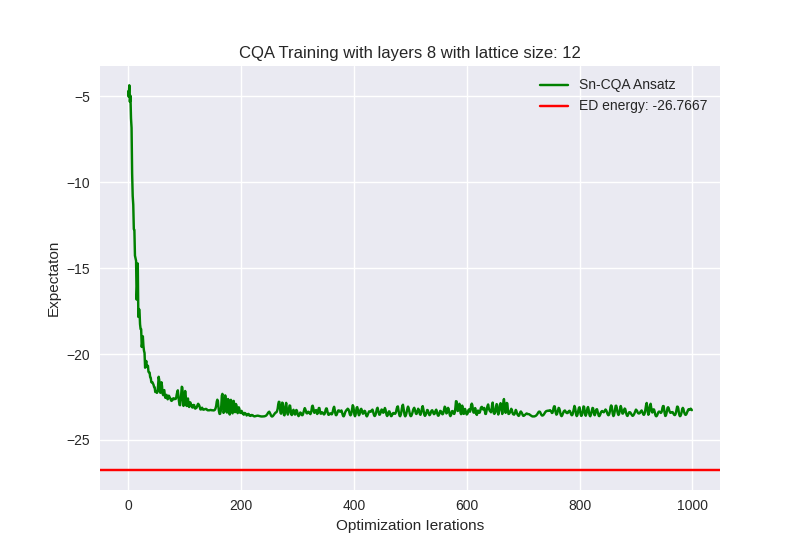 CQA Training with layers 8 with lattice size: 12
Sn-CQA Ansatz
ED energy: -26.7667
Expectaton
−5
−10
−15
−20
−25
0 200 400 600 800 1000
Optimization Ierations